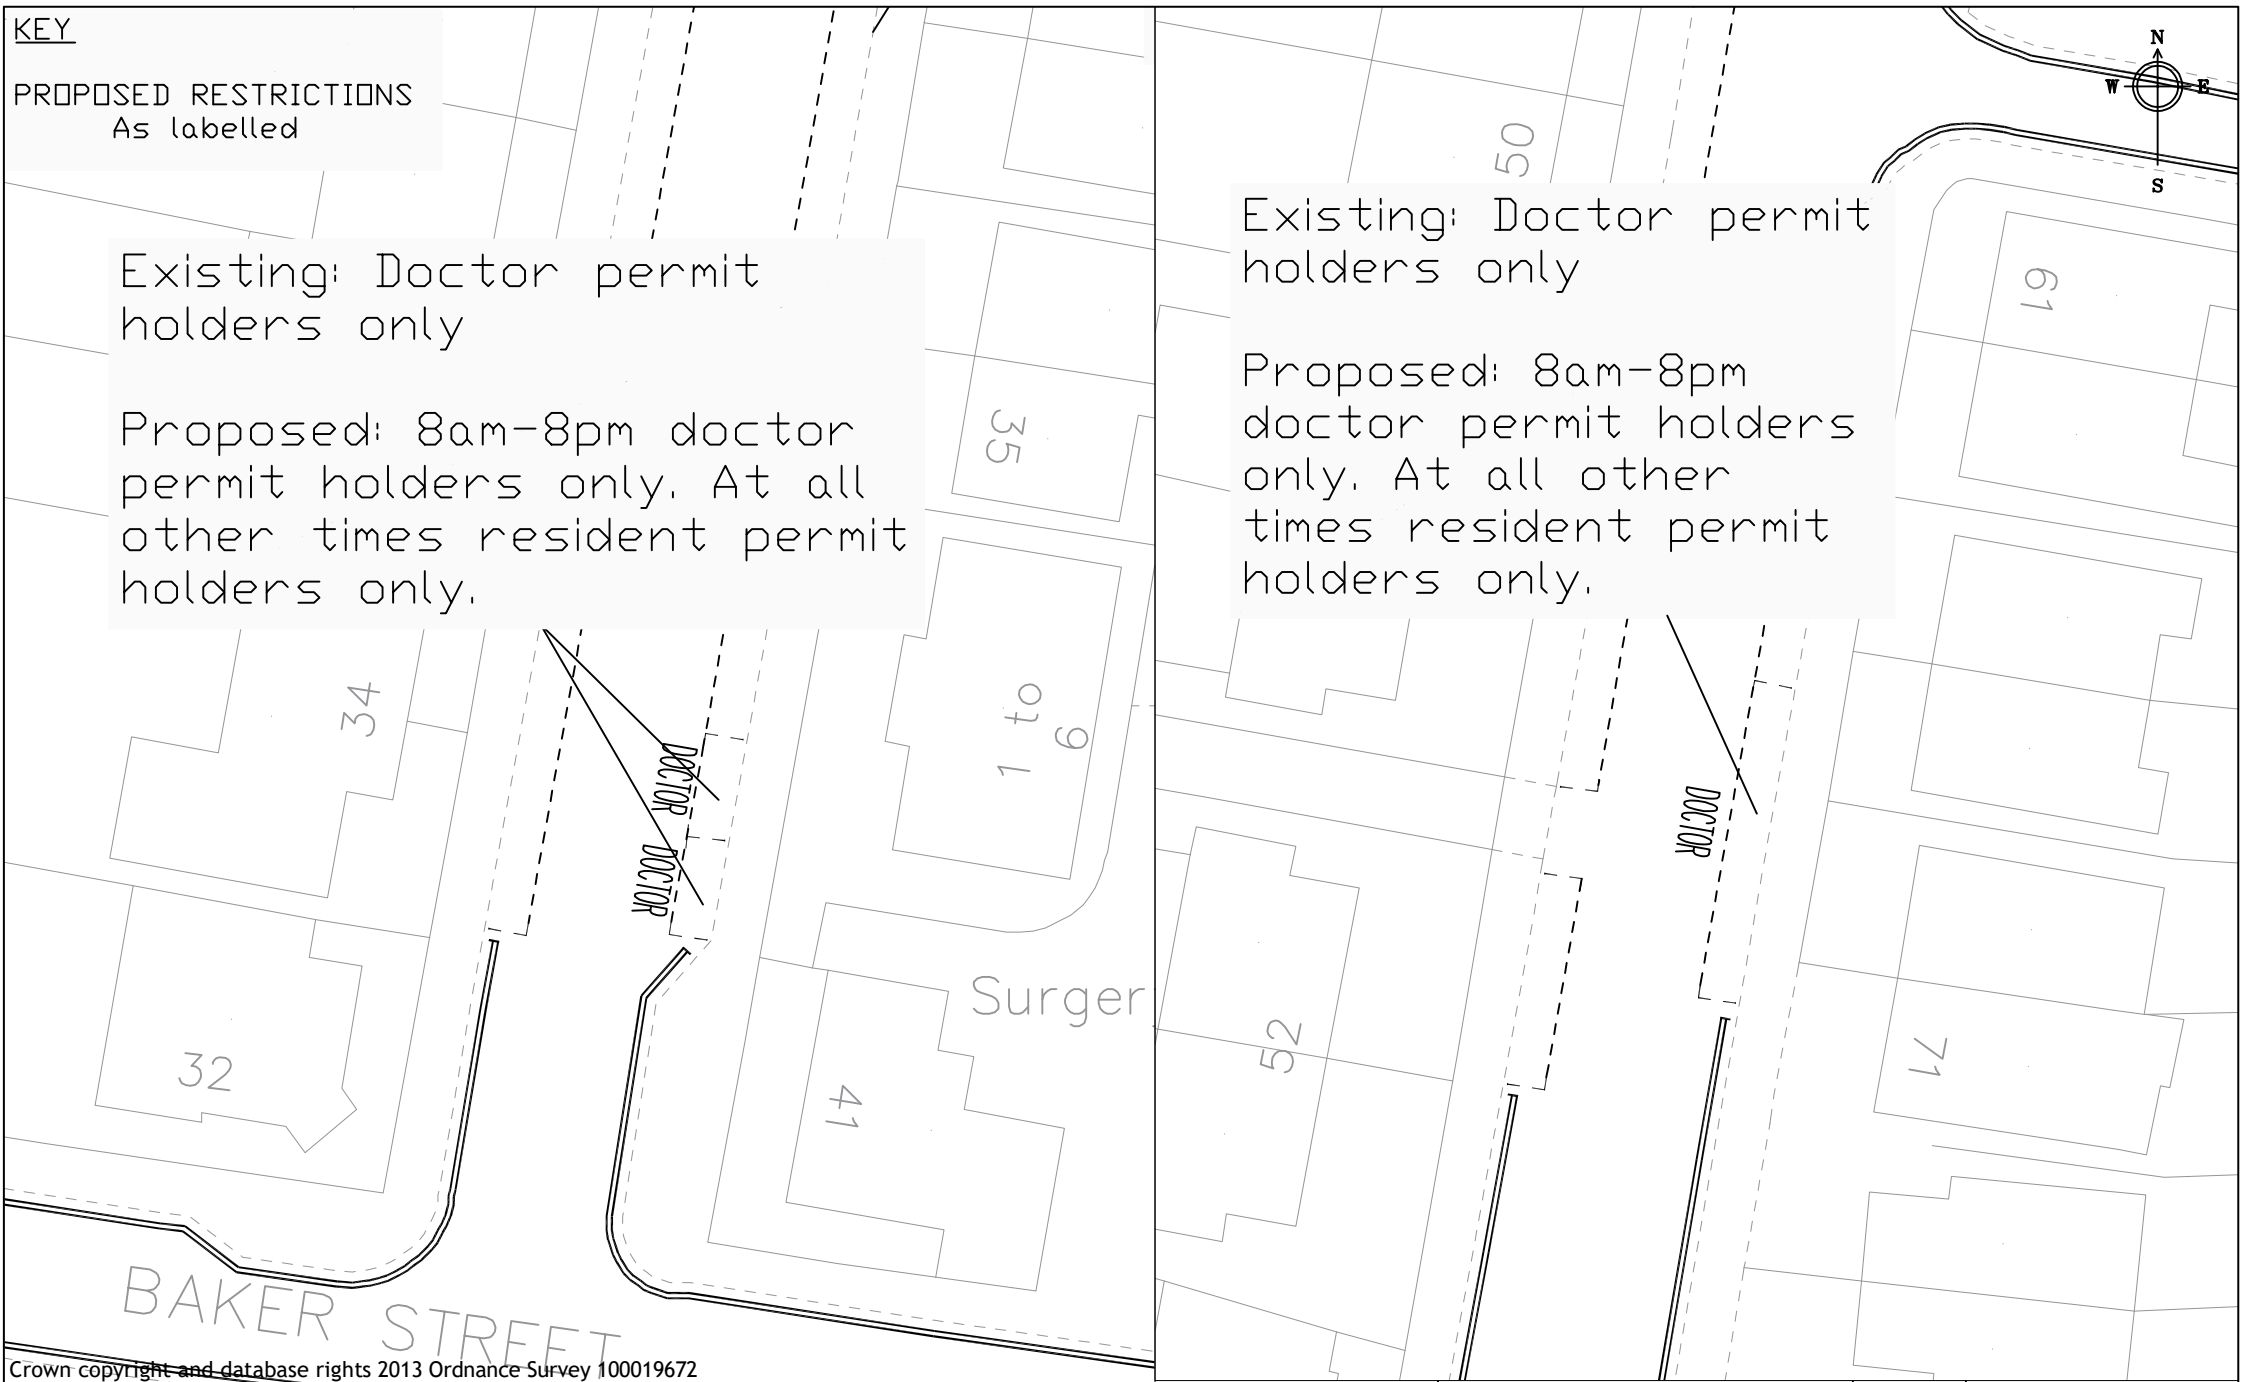 KEY
PROPOSED RESTRICTIONS
As labelled
Existing: Doctor permit
holders only
Proposed: 8am-8pm doctor
permit holders only. At all
other times resident permit
holders only.
35
34
1 to
6
DOCTOR
DOCTOR
Surger
32
41
BAKER STREET
Crown copyright and database rights 2013 Ordnance Survey 100019672
N
W E
S
50
Existing: Doctor permit
holders only
Proposed: 8am-8pm
doctor permit holders
only. At all other
times resident permit
holders only.
61
DOCTOR
52
71